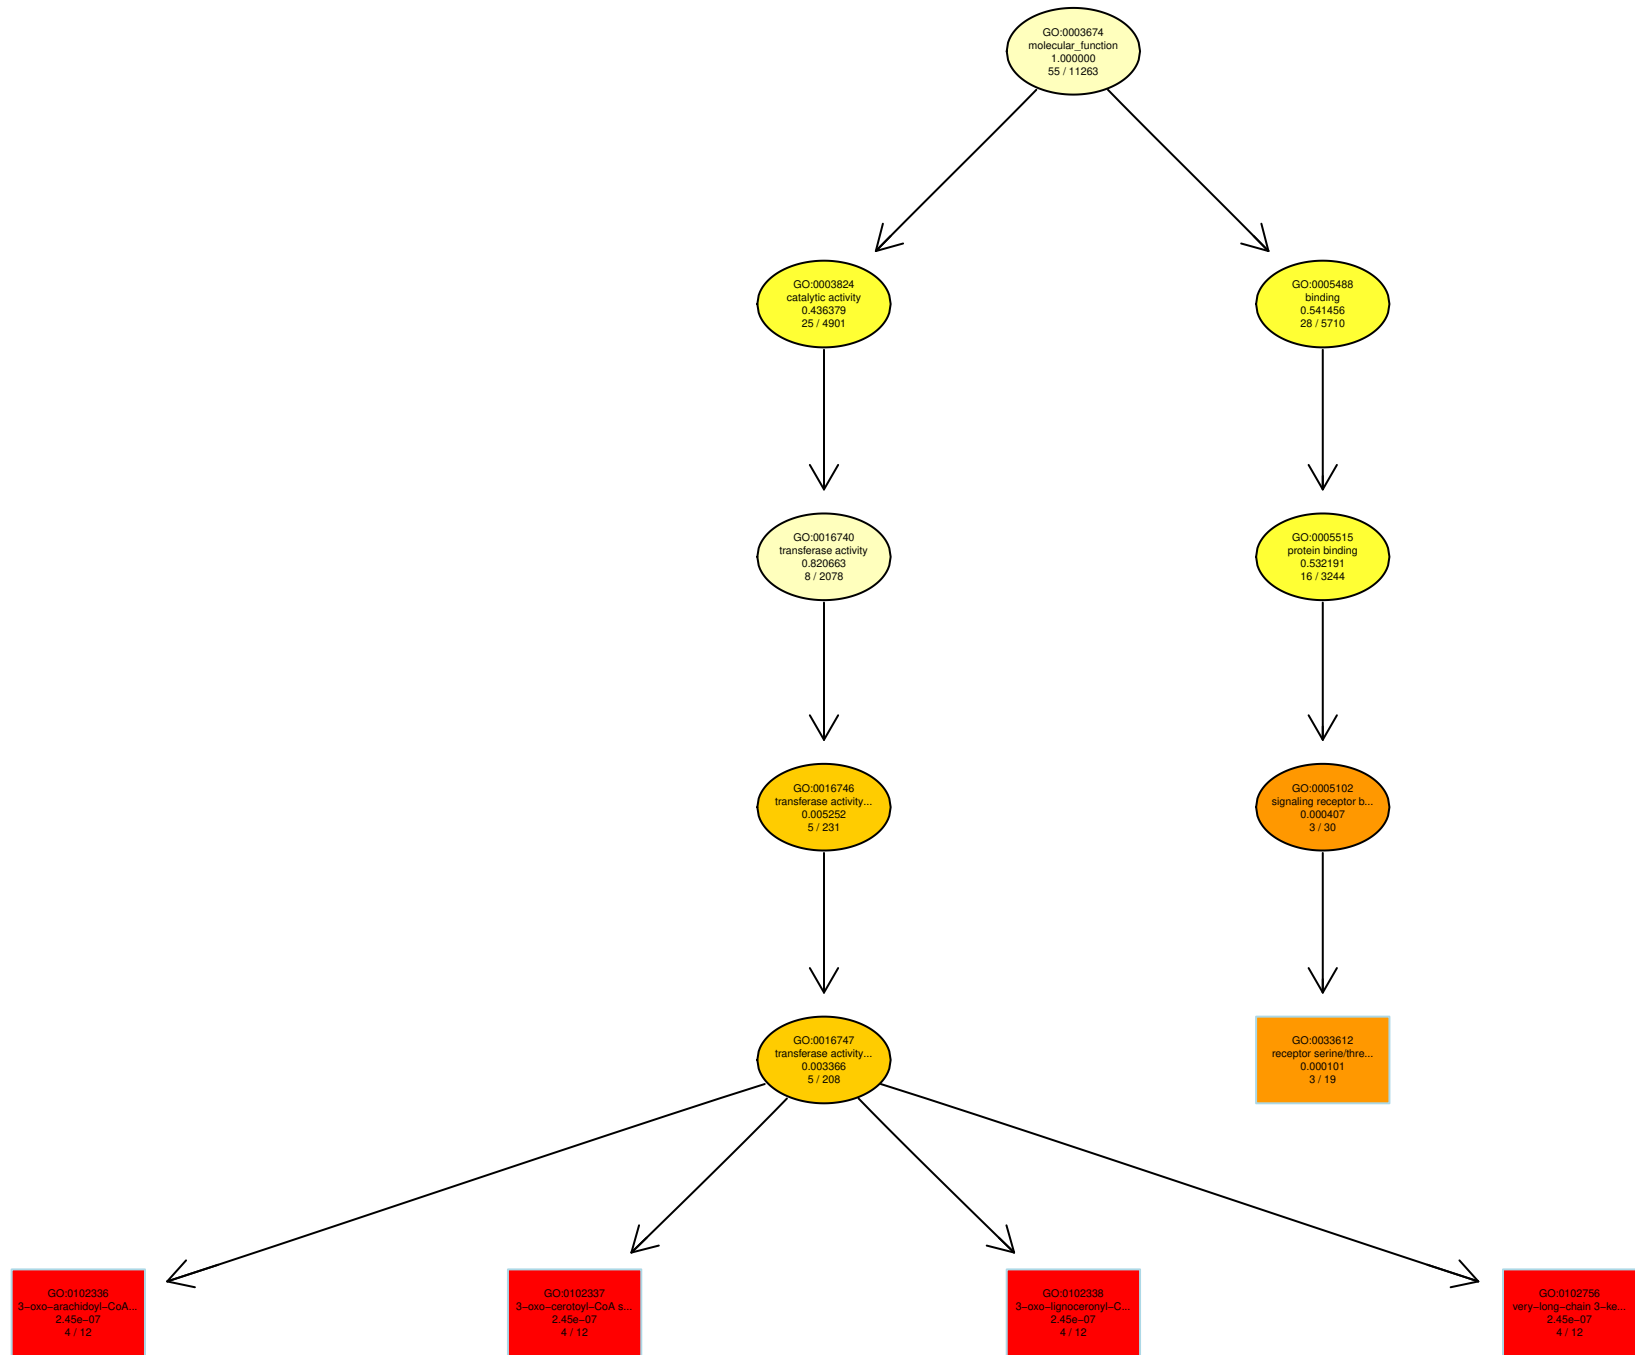 GO:0003674
molecular_function
1.000000
55 / 11263
GO:0003824
catalytic activity
0.436379
25 / 4901
GO:0005488
binding
0.541456
28 / 5710
GO:0016740
transferase activity
0.820663
8 / 2078
GO:0005515
protein binding
0.532191
16 / 3244
GO:0016746
transferase activity...
0.005252
5 / 231
GO:0005102
signaling receptor b...
0.000407
3 / 30
GO:0016747
transferase activity...
0.003366
5 / 208
GO:0033612
receptor serine/thre...
0.000101
3 / 19
GO:0102336
3−oxo−arachidoyl−CoA...
2.45e−07
4 / 12
GO:0102337
3−oxo−cerotoyl−CoA s...
2.45e−07
4 / 12
GO:0102338
3−oxo−lignoceronyl−C...
2.45e−07
4 / 12
GO:0102756
very−long−chain 3−ke...
2.45e−07
4 / 12